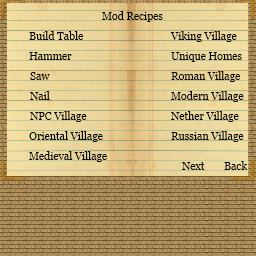 Mod Recipes
Build Table
Hammer
Saw
Nail
NPC Village
Oriental Village
Medieval Village
Viking Village
Unique Homes
Roman Village
Modern Village
Nether Village
Russian Village
Next Back